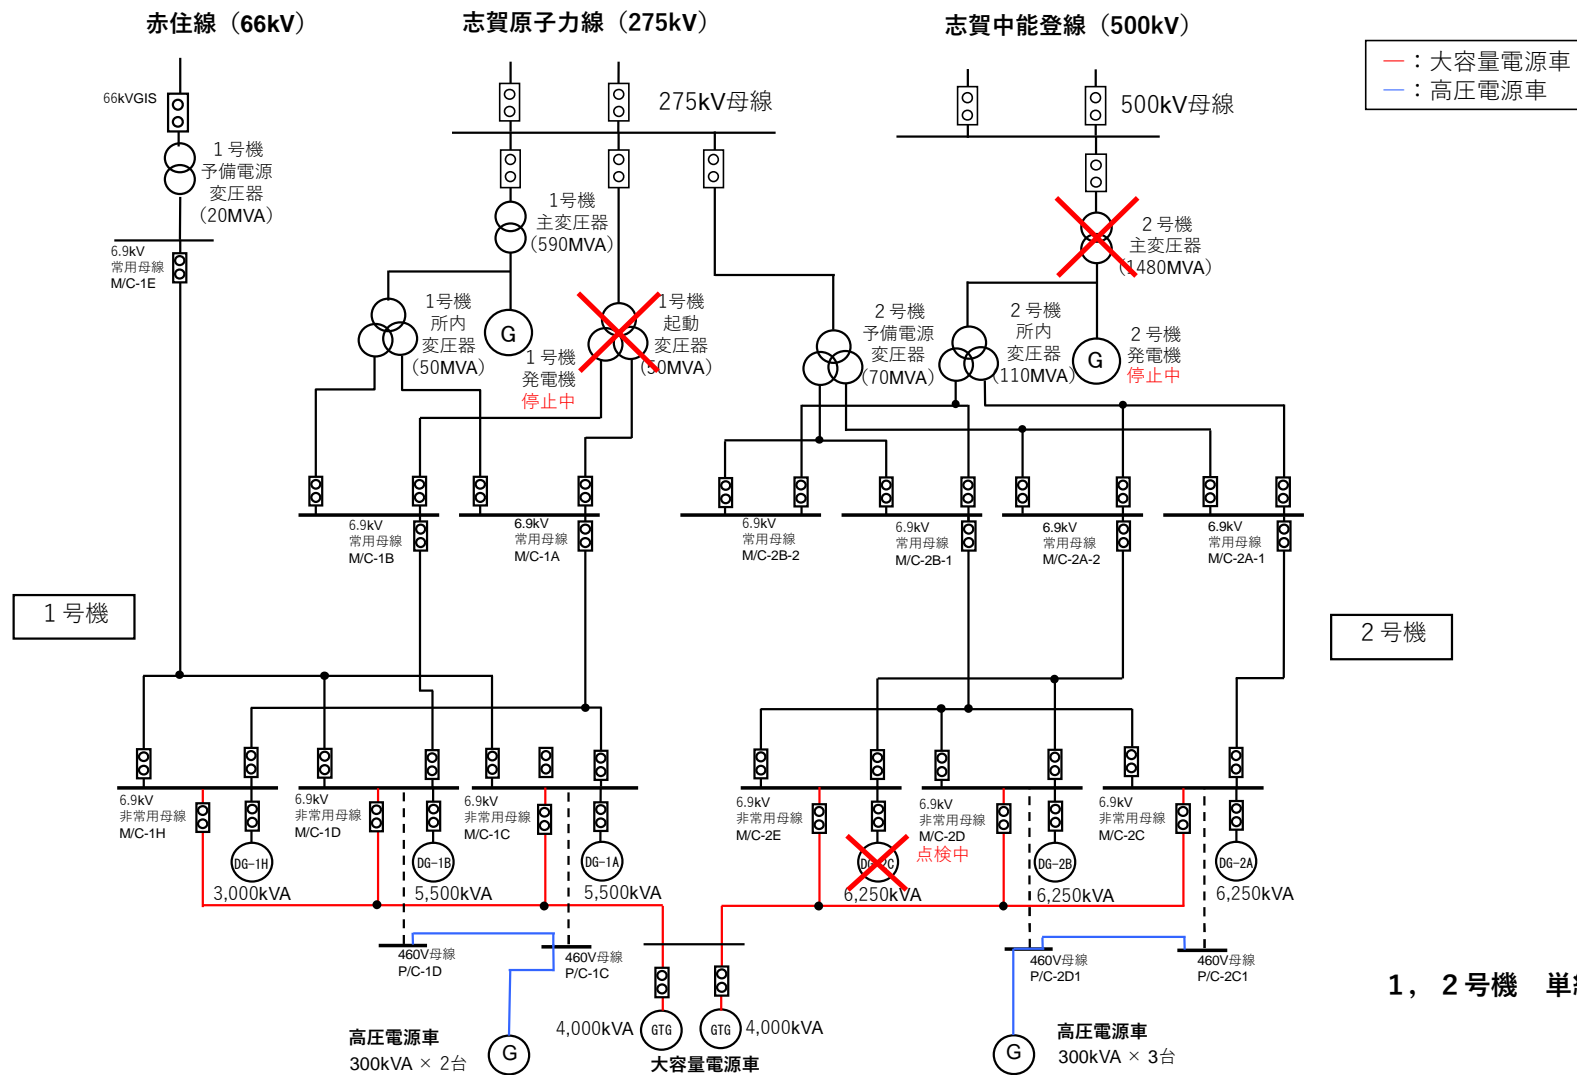 赤住線（66kV）
志賀原子力線（275kV）
志賀中能登線（500kV）
：大容量電源車
：高圧電源車
66kVGIS
275kV母線
500kV母線
１号機
予備電源
変圧器
（20MVA）
1号機
主変圧器
（590MVA）
２号機
主変圧器
（1480MVA）
6.9kV
常用母線
M/C-1E
1号機
所内
変圧器
（50MVA）
G
１号機
発電機
停止中
1号機
起動
変圧器
（50MVA）
２号機
予備電源
変圧器
（70MVA）
２号機
所内
変圧器
（110MVA）
G
２号機
発電機
停止中
6.9kV
常用母線
M/C-1B
6.9kV
常用母線
M/C-1A
6.9kV
常用母線
M/C-2B-2
6.9kV
常用母線
M/C-2B-1
6.9kV
常用母線
M/C-2A-2
6.9kV
常用母線
M/C-2A-1
１号機
２号機
6.9kV
非常用母線
M/C-1H
6.9kV
非常用母線
M/C-1D
6.9kV
非常用母線
M/C-1C
6.9kV
非常用母線
M/C-2E
6.9kV
非常用母線
M/C-2D
点検中
6.9kV
非常用母線
M/C-2C
DG-1H
3,000kVA
DG-1B
5,500kVA
DG-1A
5,500kVA
DG-2C
6,250kVA
DG-2B
6,250kVA
DG-2A
6,250kVA
460V母線
P/C-1D
460V母線
P/C-1C
460V母線
P/C-2D1
460V母線
P/C-2C1
高圧電源車
300kVA × 2台
G
4,000kVA
GTG
GTG
4,000kVA
大容量電源車
G
高圧電源車
300kVA × 3台
1，２号機　単